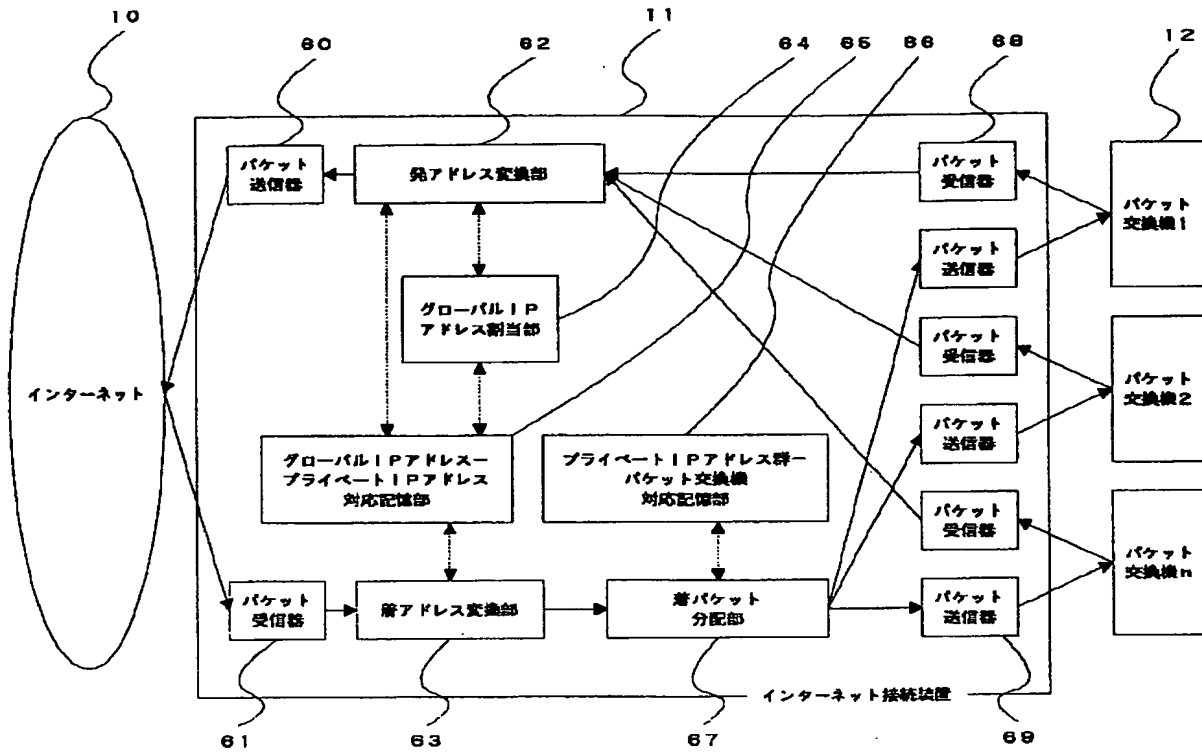 10
11
12
60
62
64
65
66
68
パケット
送信器
発アドレス変換部
パケット
受信器
パケット
交換機1
パケット
送信器
グローバルIP
アドレス割当部
パケット
受信器
インターネット
パケット
交換機2
パケット
送信器
グローバルIPアドレスー
プライベートIPアドレス
対応記憶部
プライベートIPアドレス群ー
パケット交換機
対応記憶部
パケット
受信器
パケット
交換機n
パケット
受信器
着アドレス変換部
着パケット
分配部
パケット
送信器
インターネット接続装置
61
63
67
69